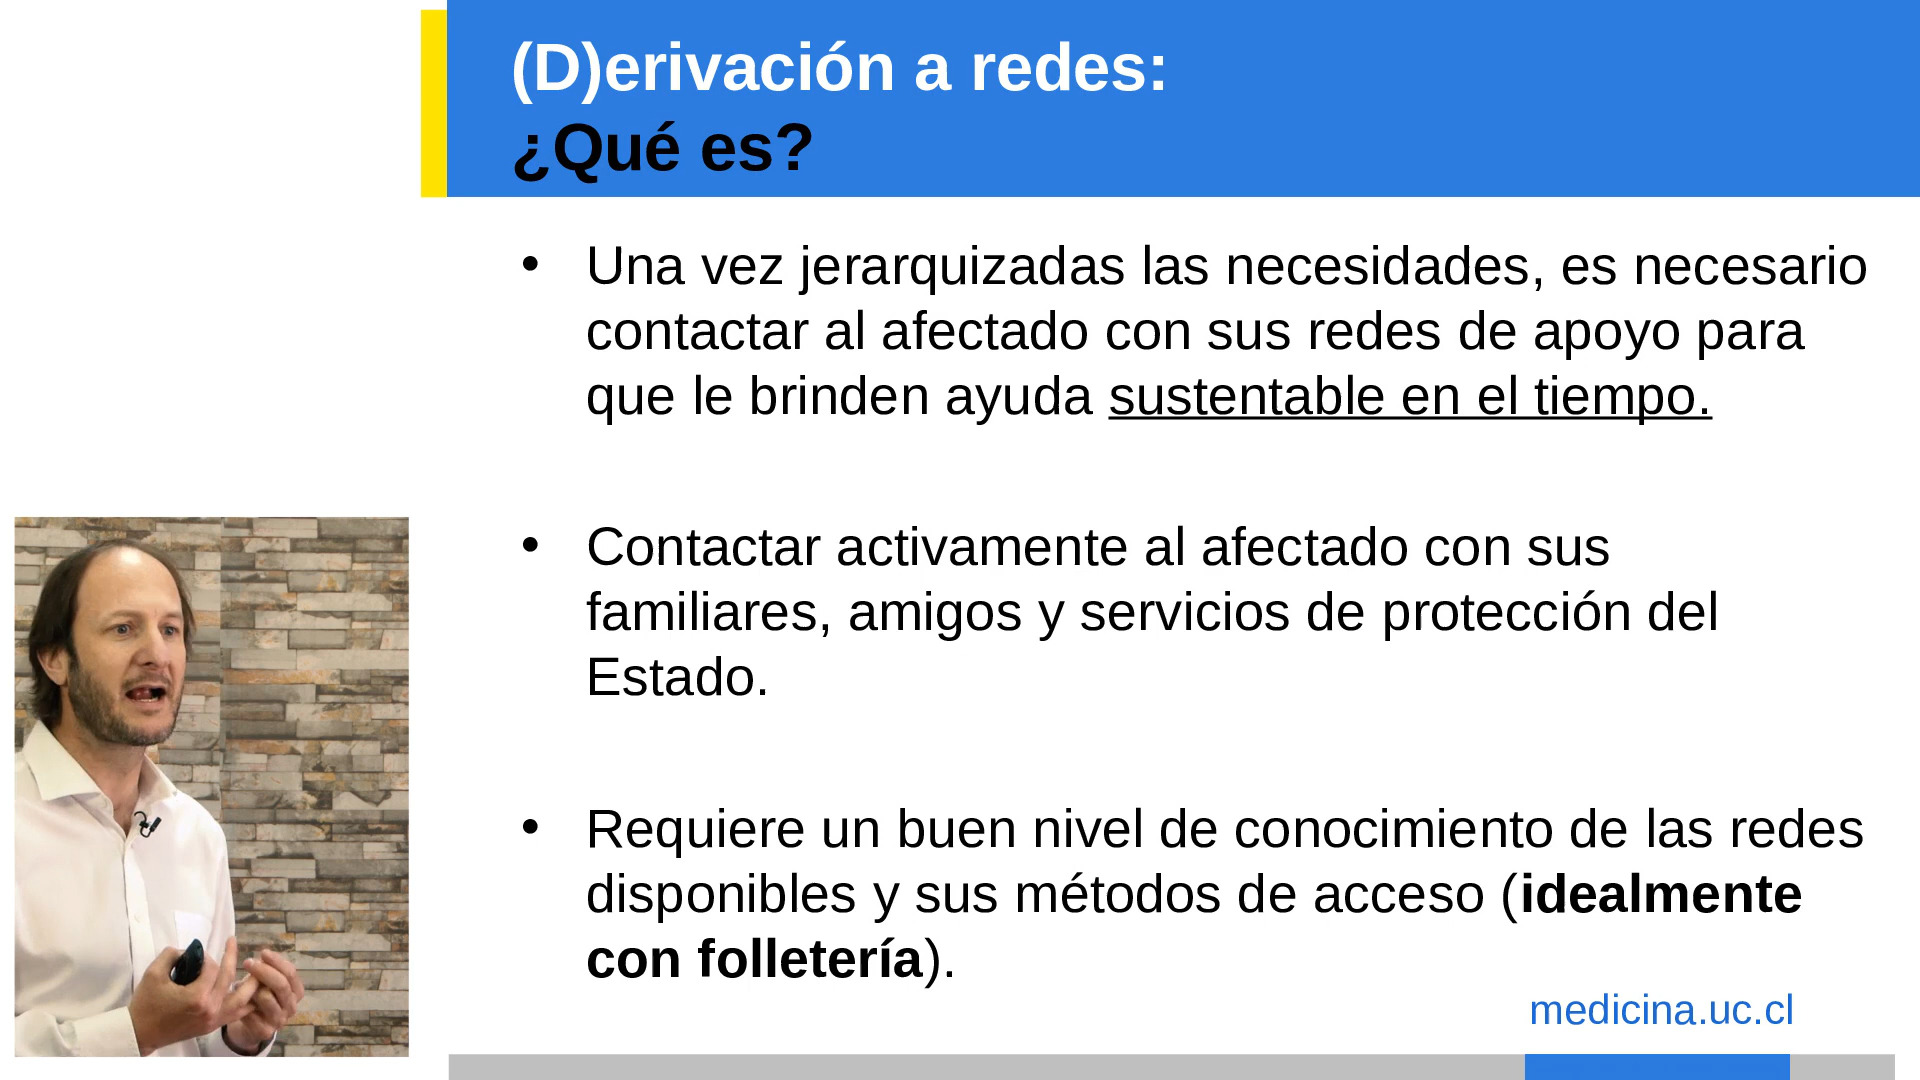 (D)erivación a redes:
¿Qué es?
• Una vez jerarquizadas las necesidades, es necesario
contactar al afectado con sus redes de apoyo para
que le brinden ayuda sustentable en el tiempo.
• Contactar activamente al afectado con sus
familiares, amigos y servicios de protección del
Estado.
• Requiere un buen nivel de conocimiento de las redes
disponibles y sus métodos de acceso (idealmente
con folletería).
medicina.uc.cl